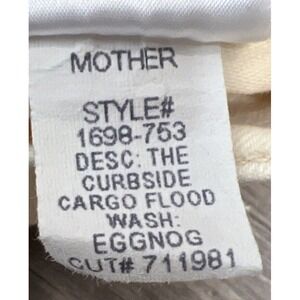 MOTHER
STYLE#
1698-753
DESC: THE
CURBSIDE
CARGO FLOOD
WASH:
EGGNOG
CUT# 711981